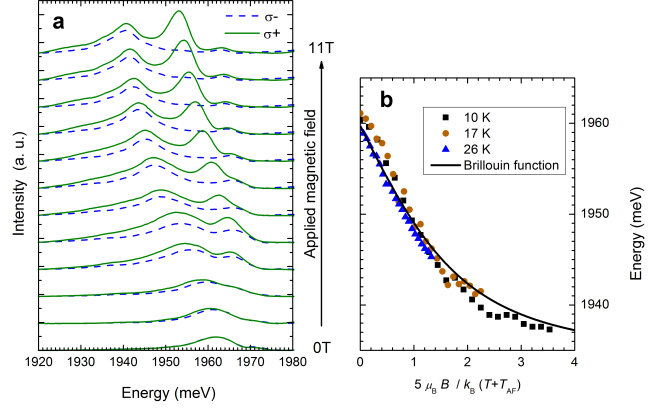 a
σ-
σ+
11T
Applied magnetic field
0T
Intensity (a. u.)
1920 1930 1940 1950 1960 1970 1980
Energy (meV)
b
10 K
17 K
26 K
Brillouin function
1960
1950
1940
Energy (meV)
0 1 2 3 4
5 μB B / kB (T+TAF)